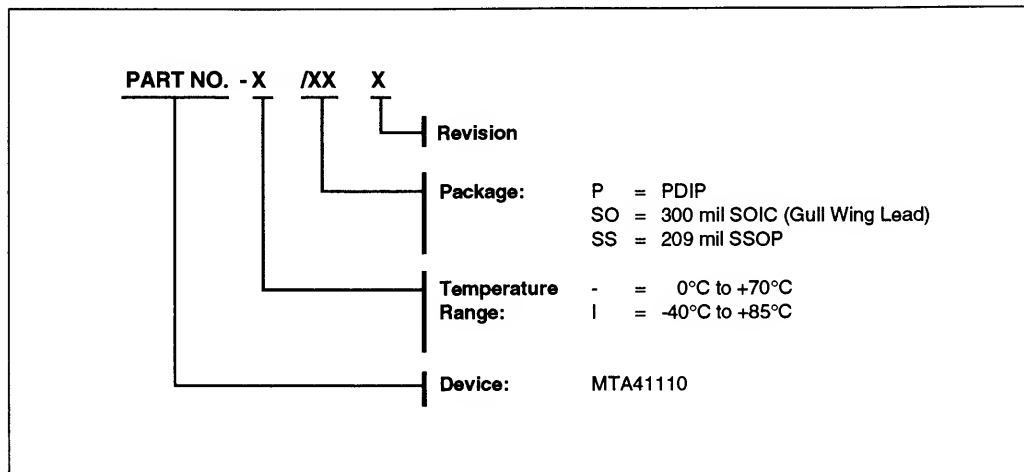 PART NO. - X /XX X
Revision
Package: P = PDIP
SO = 300 mil SOIC (Gull Wing Lead)
SS = 209 mil SSOP
Temperature - = 0°C to +70°C
Range: I = -40°C to +85°C
Device: MTA41110